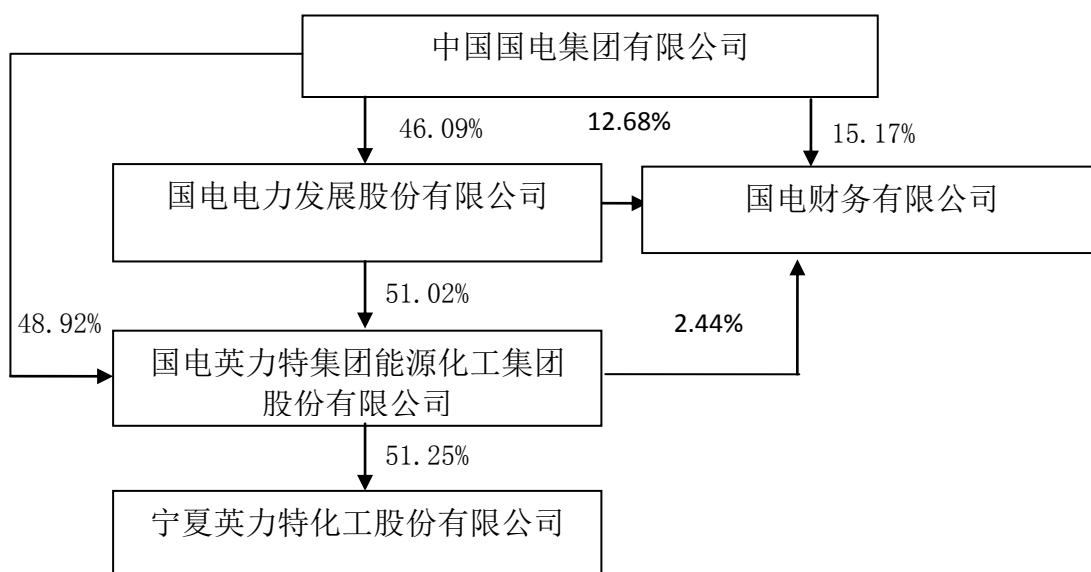 中国国电集团有限公司
46.09%
12.68%
15.17%
国电电力发展股份有限公司
国电财务有限公司
51.02%
48.92%
2.44%
国电英力特集团能源化工集团
股份有限公司
51.25%
宁夏英力特化工股份有限公司